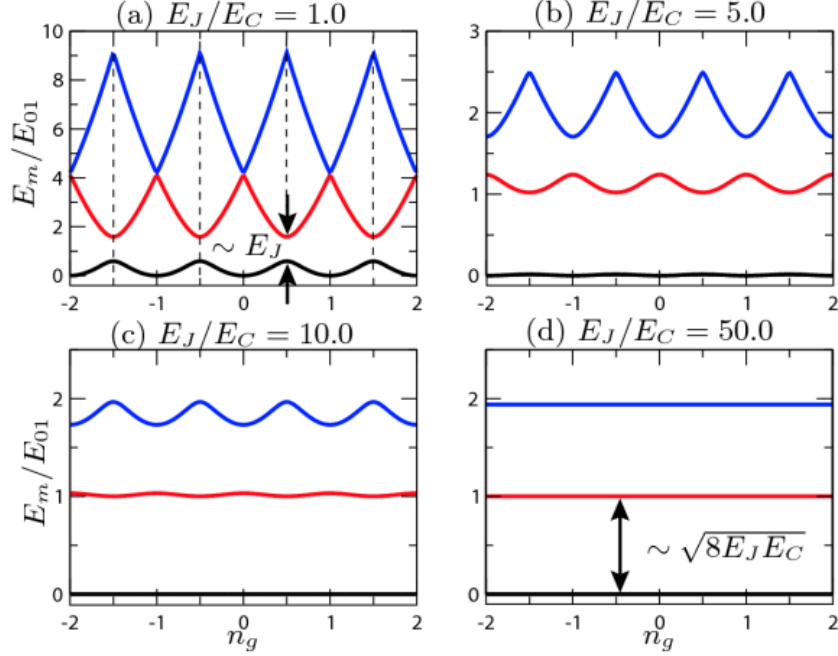 (a) E_J/E_C = 1.0
(b) E_J/E_C = 5.0
E_m/E_01
10
8
6
4
2
0
∼ E_J
-2 -1 0 1 2
3
2
1
0
-2 -1 0 1 2
(c) E_J/E_C = 10.0
(d) E_J/E_C = 50.0
E_m/E_01
2
1
0
-2 -1 0 1 2
n_g
2
1
0
∼ √8E_JE_C
-2 -1 0 1 2
n_g